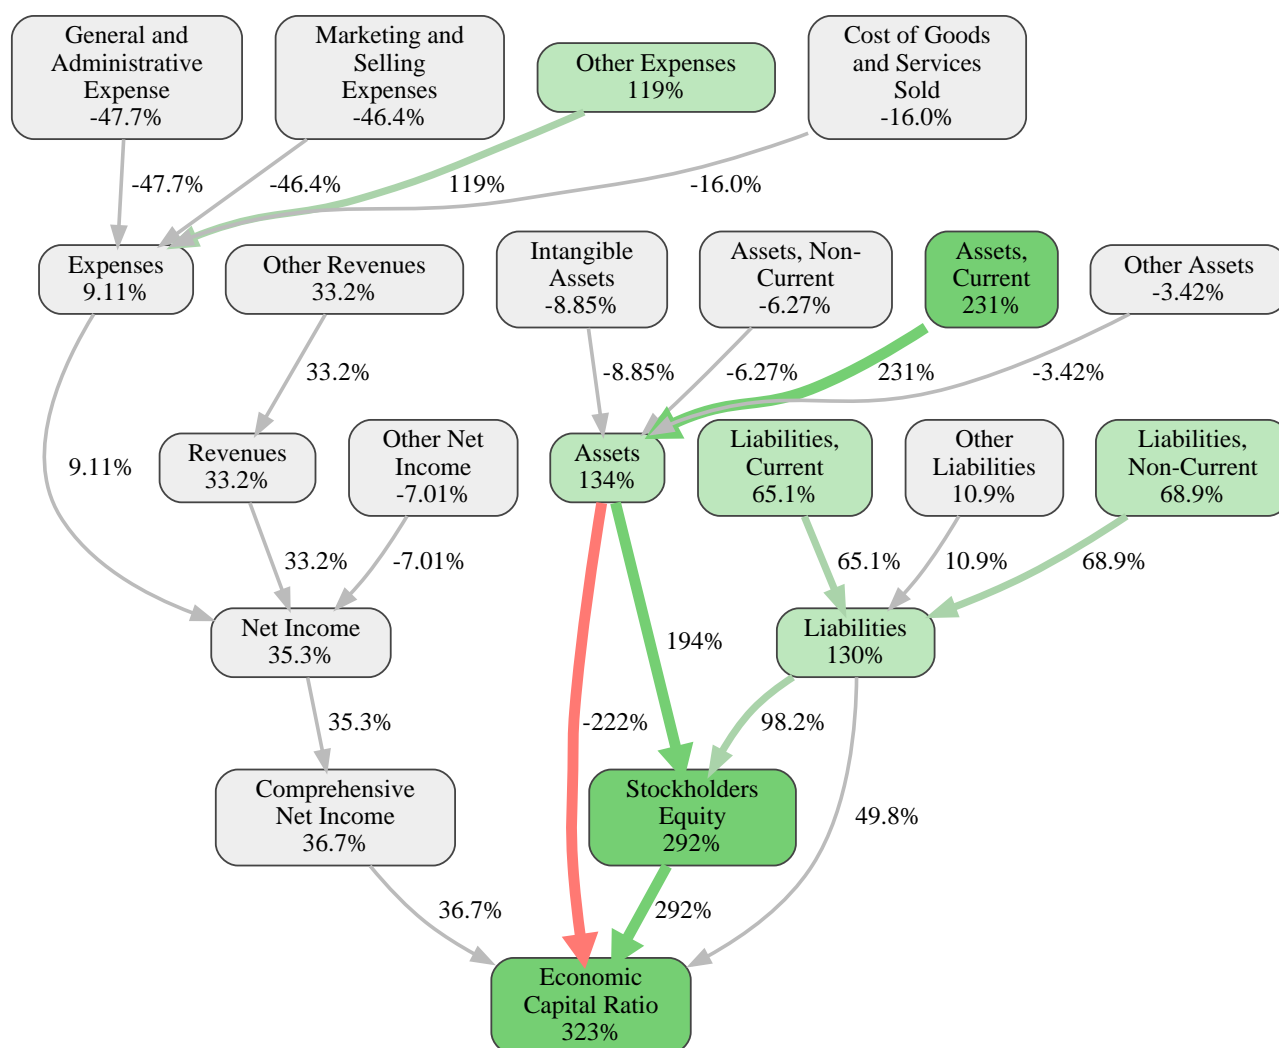 General and
Administrative
Expense
-47.7%
Marketing and
Selling
Expenses
-46.4%
Other Expenses
119%
Cost of Goods
and Services
Sold
-16.0%
-47.7%
-46.4%
119%
-16.0%
Expenses
9.11%
Other Revenues
33.2%
Intangible
Assets
-8.85%
Assets, Non-
Current
-6.27%
Assets,
Current
231%
Other Assets
-3.42%
33.2%
-8.85%
-6.27%
231%
-3.42%
9.11%
Revenues
33.2%
Other Net
Income
-7.01%
Assets
134%
Liabilities,
Current
65.1%
Other
Liabilities
10.9%
Liabilities,
Non-Current
68.9%
33.2%
-7.01%
65.1%
10.9%
68.9%
Net Income
35.3%
194%
Liabilities
130%
35.3%
-222%
98.2%
Comprehensive
Net Income
36.7%
Stockholders
Equity
292%
49.8%
36.7%
292%
Economic
Capital Ratio
323%